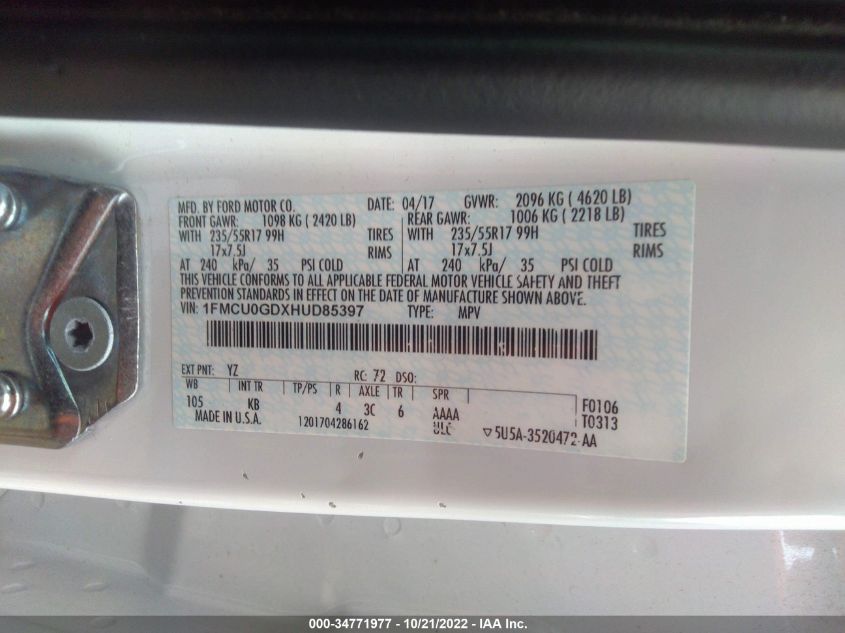 MFD. BY FORD MOTOR CO. DATE: 04/17 GVWR: 2096 KG ( 4620 LB)
FRONT GAWR: 1098 KG ( 2420 LB) REAR GAWR: 1006 KG ( 2218 LB)
WITH 235/55R17 99H TIRES WITH 235/55R17 99H TIRES
17x7.5J RIMS 17x7.5J RIMS
AT 240 kPa/ 35 PSI COLD AT 240 kPa/ 35 PSI COLD
THIS VEHICLE CONFORMS TO ALL APPLICABLE FEDERAL MOTOR VEHICLE SAFETY AND THEFT
PREVENTION STANDARDS IN EFFECT ON THE DATE OF MANUFACTURE SHOWN ABOVE.
VIN: 1FMCU0GDXHUD85397 TYPE: MPV
EXT PNT: YZ RC: 72 DSO:
WB INT TR TP/PS R AXLE TR SPR
105 KB 4 3C 6 AAAA F0106
MADE IN U.S.A. 1201704286162 ULC ▽5U5A-3520472-AA T0313
000-34771977 - 10/21/2022 - IAA Inc.